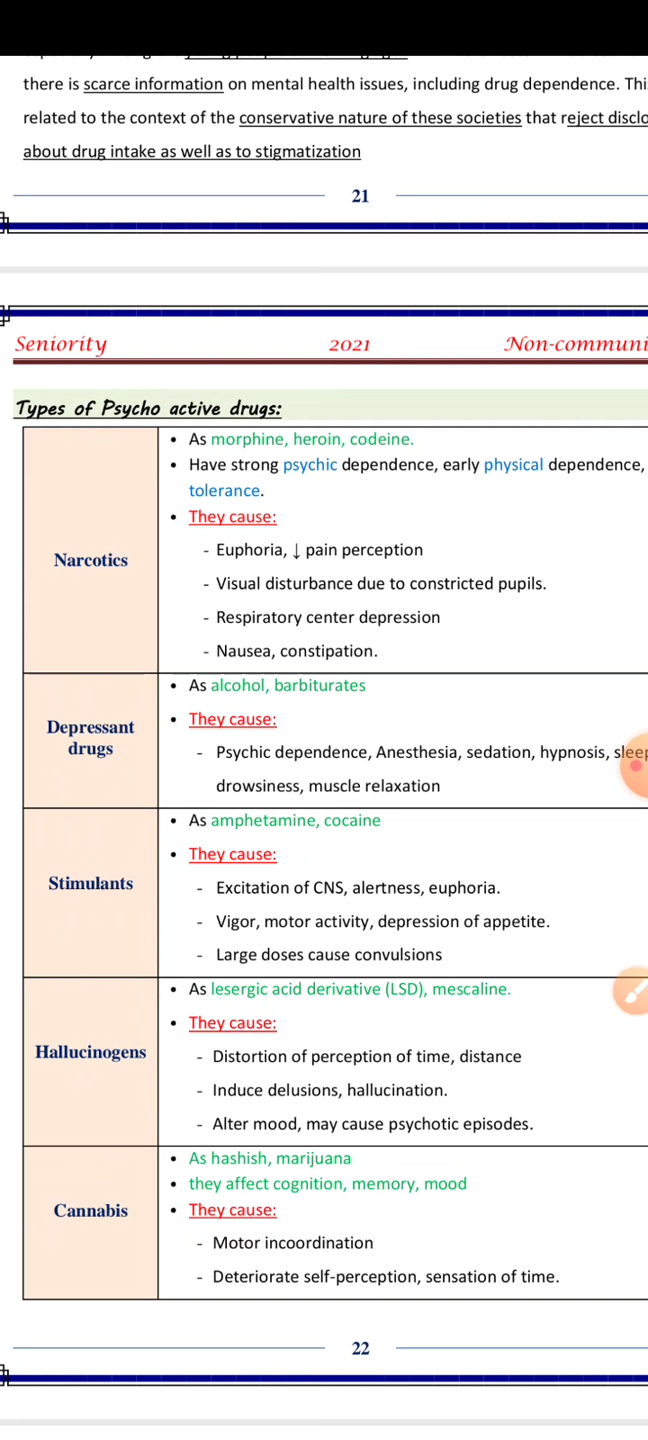 there is scarce information on mental health issues, including drug dependence.
related to the context of the conservative nature of these societies that reject
about drug intake as well as to stigmatization
21
Seniority 2021
Types of Psycho active drugs:
• As morphine, heroin, codeine.
• Have strong psychic dependence, early physical dependence,
tolerance.
• They cause:
Narcotics
- Euphoria, ↓ pain perception
- Visual disturbance due to constricted pupils.
- Respiratory center depression
- Nausea, constipation.
Depressant
drugs
• As alcohol, barbiturates
• They cause:
- Psychic dependence, Anesthesia, sedation, hypnosis,
drowsiness, muscle relaxation
Stimulants
• As amphetamine, cocaine
• They cause:
- Excitation of CNS, alertness, euphoria.
- Vigor, motor activity, depression of appetite.
- Large doses cause convulsions
Hallucinogens
• As lesergic acid derivative (LSD), mescaline.
• They cause:
- Distortion of perception of time, distance
- Induce delusions, hallucination.
- Alter mood, may cause psychotic episodes.
Cannabis
• As hashish, marijuana
• they affect cognition, memory, mood
• They cause:
- Motor incoordination
- Deteriorate self-perception, sensation of time.
22